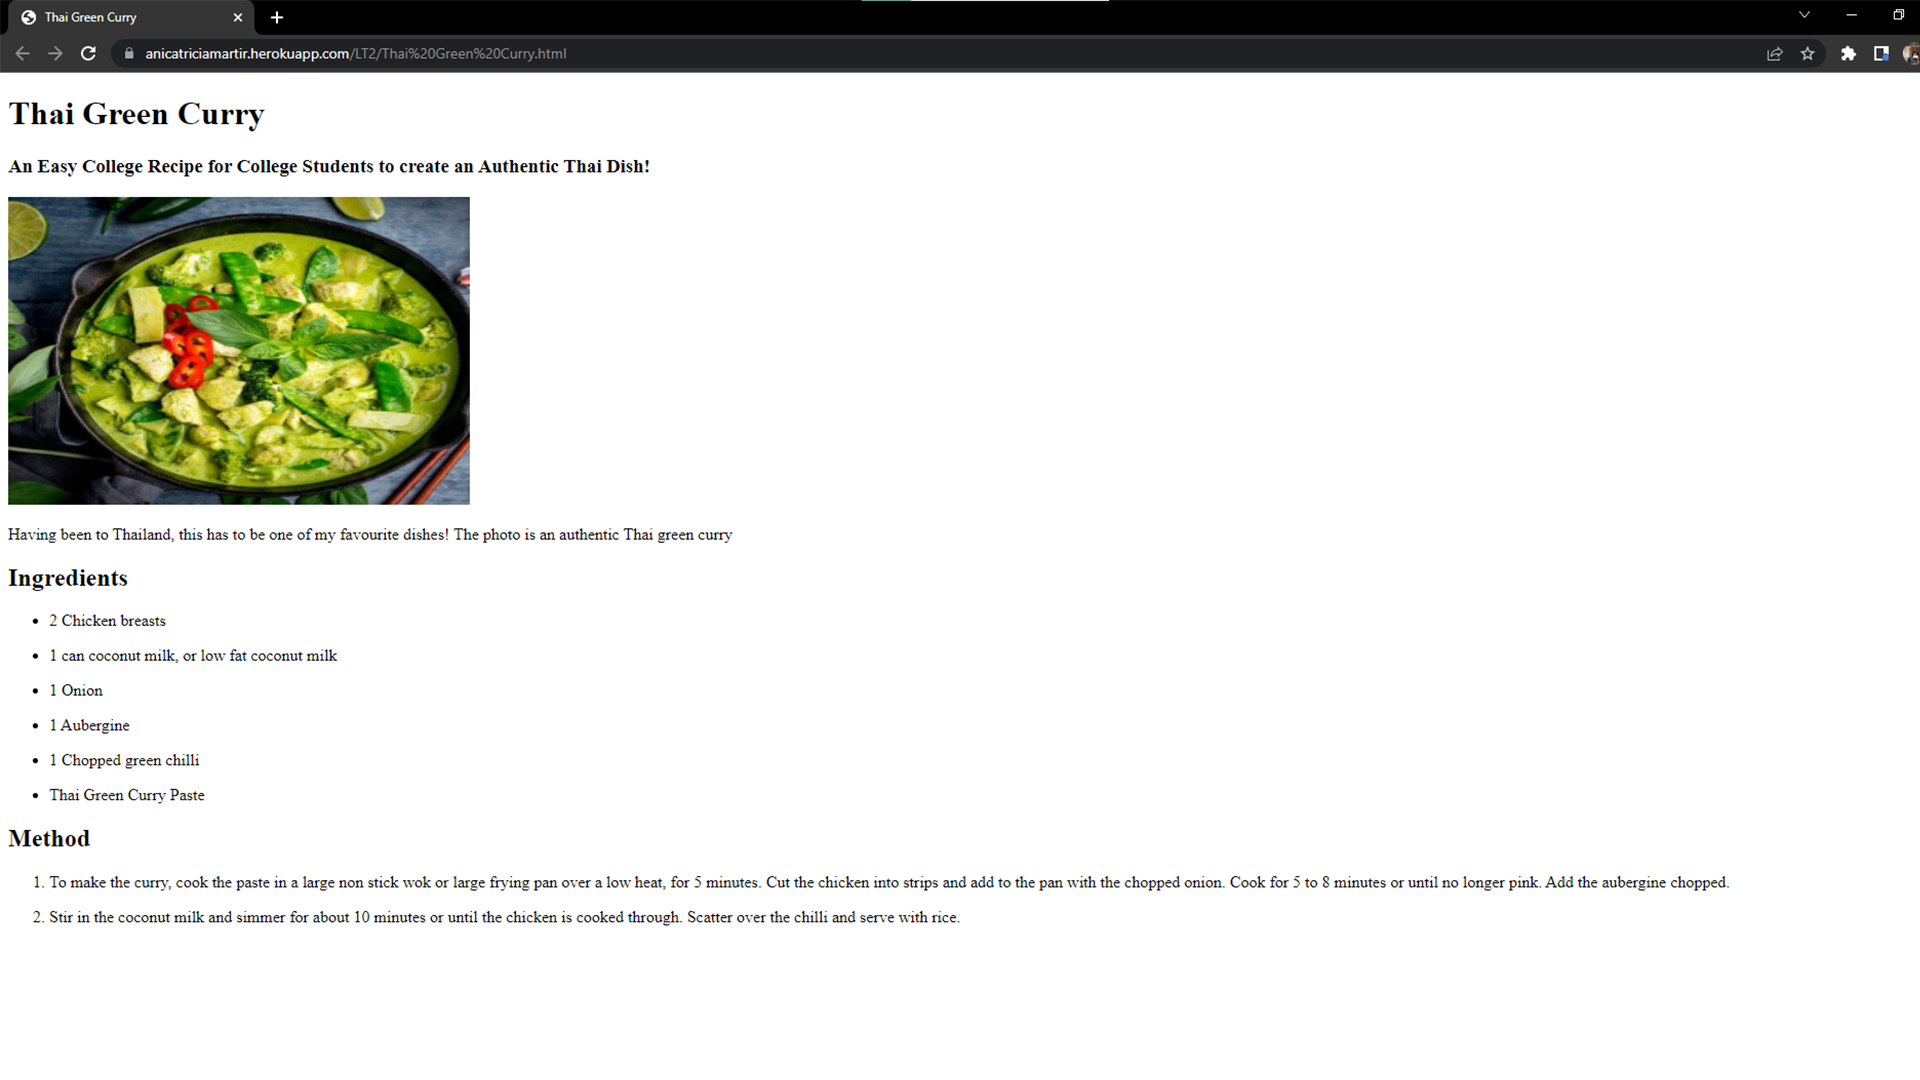 Thai Green Curry
anicatriciamartir.herokuapp.com/LT2/Thai%20Green%20Curry.html
Thai Green Curry
An Easy College Recipe for College Students to create an Authentic Thai Dish!
Having been to Thailand, this has to be one of my favourite dishes! The photo is an authentic Thai green curry
Ingredients
• 2 Chicken breasts
• 1 can coconut milk, or low fat coconut milk
• 1 Onion
• 1 Aubergine
• 1 Chopped green chilli
• Thai Green Curry Paste
Method
1. To make the curry, cook the paste in a large non stick wok or large frying pan over a low heat, for 5 minutes. Cut the chicken into strips and add to the pan with the chopped onion. Cook for 5 to 8 minutes or until no longer pink. Add the aubergine chopped.
2. Stir in the coconut milk and simmer for about 10 minutes or until the chicken is cooked through. Scatter over the chilli and serve with rice.